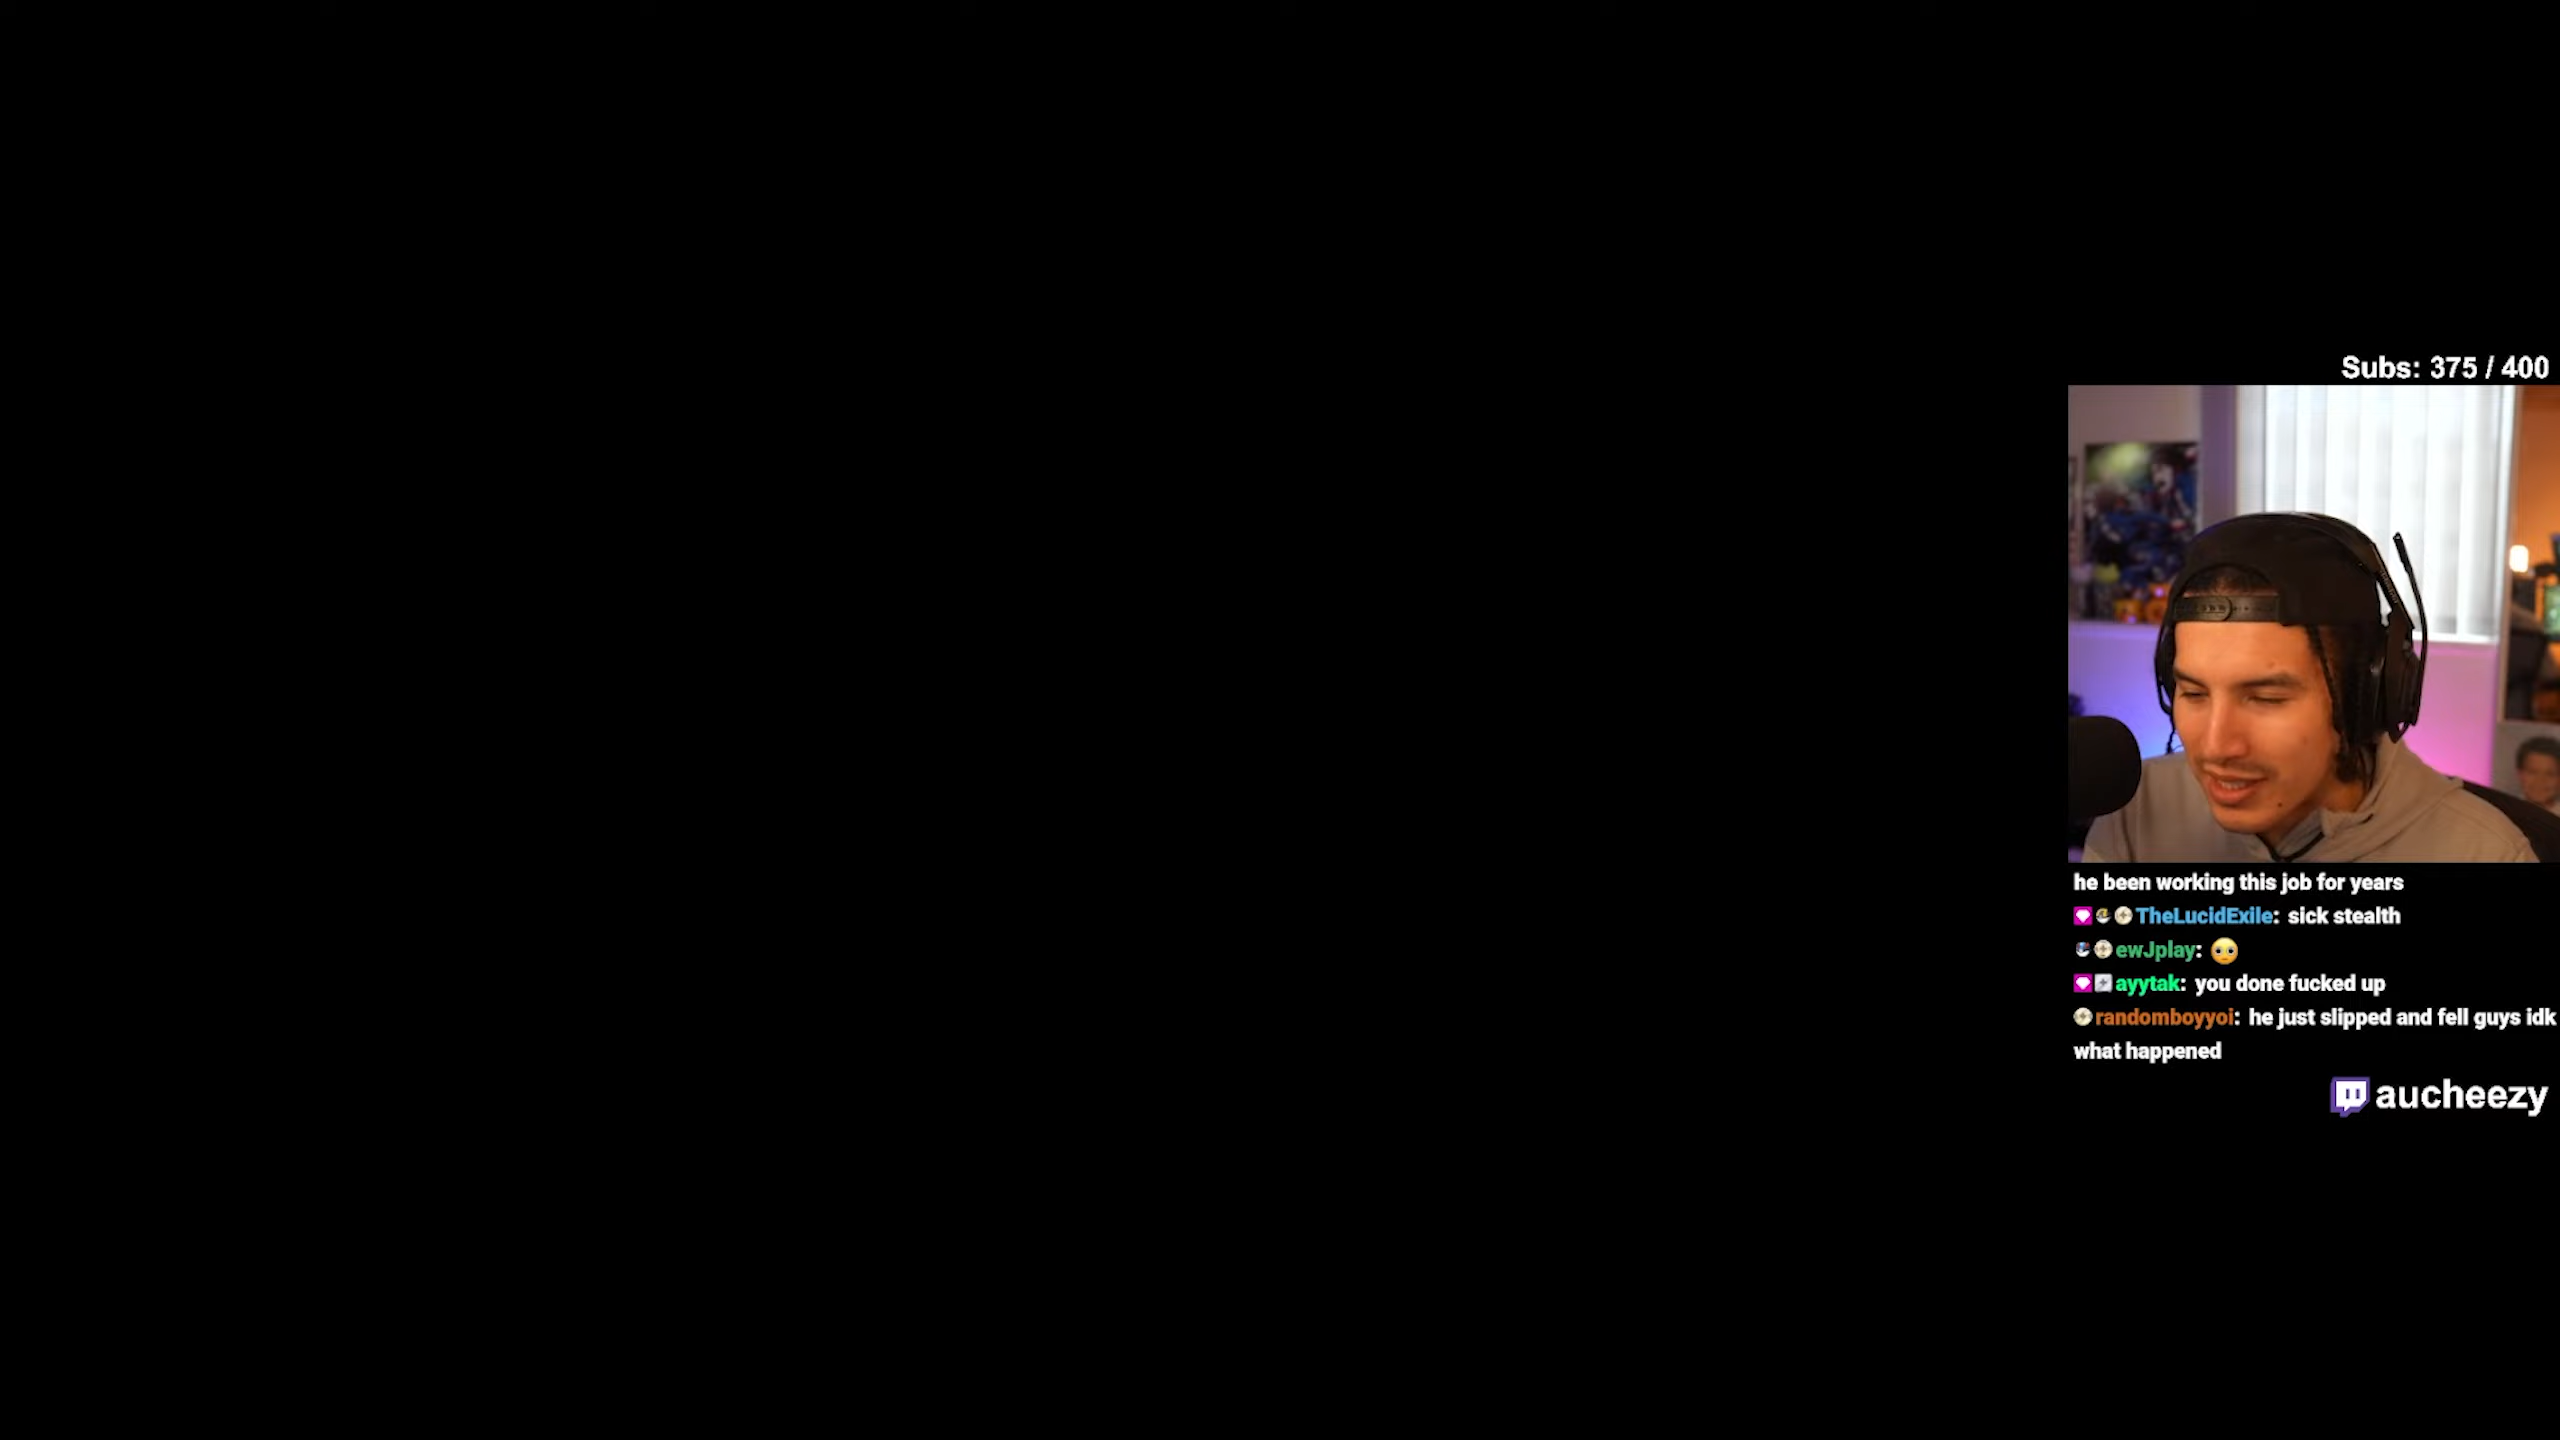 Subs: 375 / 400
he been working this job for years
TheLucidExile: sick stealth
ewJplay: 🥺
ayytak: you done fucked up
randomboyyoi: he just slipped and fell guys idk
what happened
aucheezy